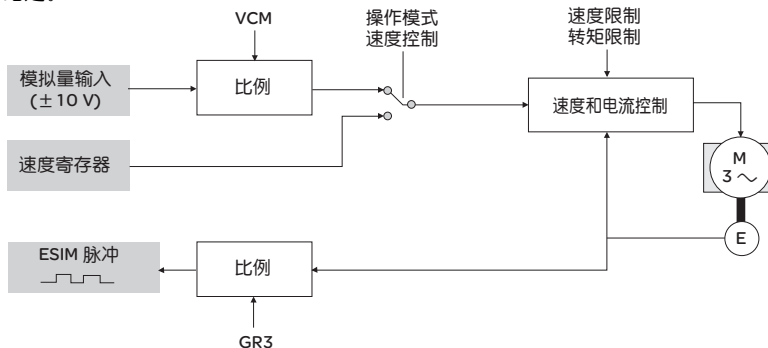 VCM
操作模式
速度控制
速度限制
转矩限制
模拟量输入
(± 10 V)
比例
速度和电流控制
速度寄存器
M
3 ～
E
ESIM 脉冲
比例
GR3